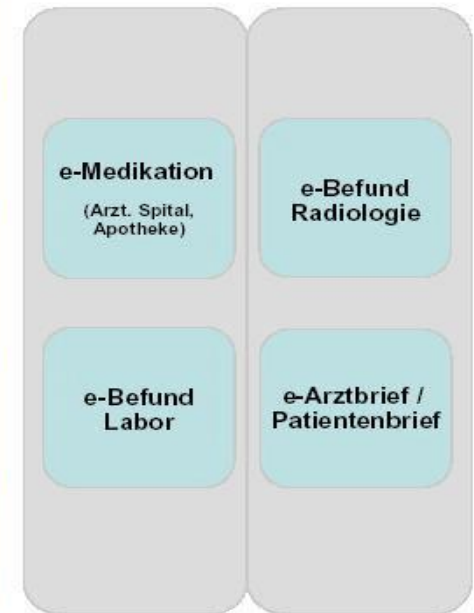 e-Medikation
(Arzt. Spital,
Apotheke)
e-Befund
Radiologie
e-Befund
Labor
e-Arztbrief /
Patientenbrief